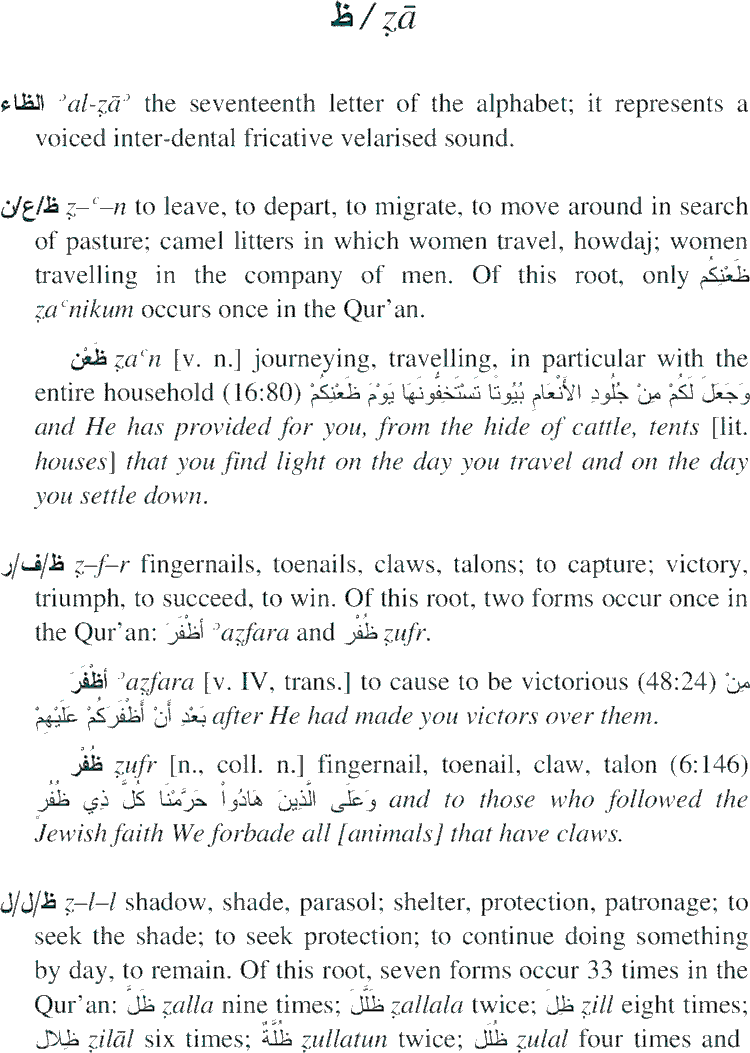 ظ / ẓā
الظاء ʾal-ẓāʾ the seventeenth letter of the alphabet; it represents a
voiced inter-dental fricative velarised sound.
ظ/ع/ن ẓ–ʿ–n to leave, to depart, to migrate, to move around in search
of pasture; camel litters in which women travel, howdaj; women
travelling in the company of men. Of this root, only ظَعْنِكُم
ẓaʿnikum occurs once in the Qur’an.
ظَعْن ẓaʿn [v. n.] journeying, travelling, in particular with the
entire household (16:80) وَجَعَلَ لَكُمْ مِنْ جُلُودِ الأَنْعَامِ بُيُوتًا تَسْتَخِفُّونَهَا يَوْمَ ظَعْنِكُمْ
and He has provided for you, from the hide of cattle, tents [lit.
houses] that you find light on the day you travel and on the day
you settle down.
ظ/ف/ر ẓ–f–r fingernails, toenails, claws, talons; to capture; victory,
triumph, to succeed, to win. Of this root, two forms occur once in
the Qur’an: أظْفَرَ ʾaẓfara and ظُفْر ẓufr.
أظْفَرَ ʾaẓfara [v. IV, trans.] to cause to be victorious (48:24) مِنْ
بَعْدِ أَنْ أَظْفَرَكُمْ عَلَيْهِمْ after He had made you victors over them.
ظُفْر ẓufr [n., coll. n.] fingernail, toenail, claw, talon (6:146)
وَعَلَى الَّذِينَ هَادُواْ حَرَّمْنَا كُلَّ ذِي ظُفُرٍ and to those who followed the
Jewish faith We forbade all [animals] that have claws.
ظ/ل/ل ẓ–l–l shadow, shade, parasol; shelter, protection, patronage; to
seek the shade; to seek protection; to continue doing something
by day, to remain. Of this root, seven forms occur 33 times in the
Qur’an: ظَلَّ ẓalla nine times; ظَلَّلَ ẓallala twice; ظِلّ ẓill eight times;
ظِلال ẓilāl six times; ظُلَّةٌ ẓullatun twice; ظُلَل ẓulal four times and